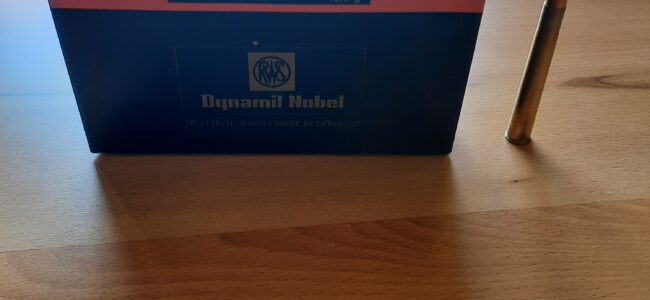 RWS
Dynamit Nobel
HIGH TECH QUALITY MADE IN GERMANY